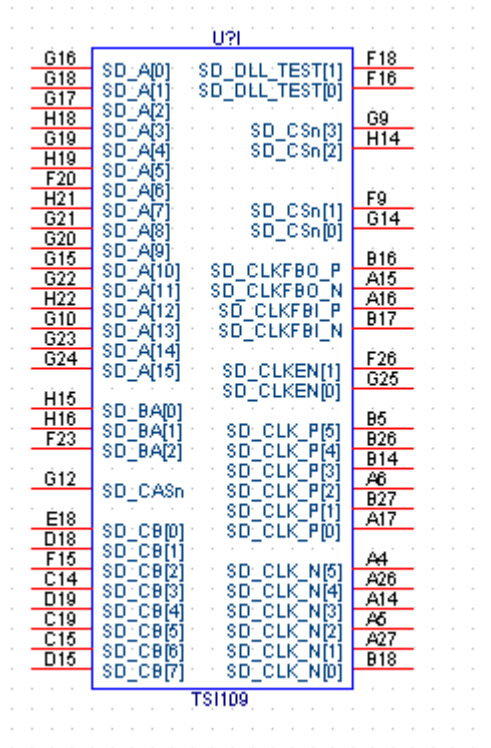 U?I
G16 SD_A[0] SD_DLL_TEST[1] F18
G18 SD_A[1] SD_DLL_TEST[0] F16
G17 SD_A[2]
H18 SD_A[3] SD_CSn[3] G9
G19 SD_A[4] SD_CSn[2] H14
H19 SD_A[5]
F20 SD_A[6]
H21 SD_A[7] SD_CSn[1] F9
G21 SD_A[8] SD_CSn[0] G14
G20 SD_A[9]
G15 SD_A[10] SD_CLKFBO_P B16
G22 SD_A[11] SD_CLKFBO_N A15
H22 SD_A[12] SD_CLKFBI_P A16
G10 SD_A[13] SD_CLKFBI_N B17
G23 SD_A[14]
G24 SD_A[15] SD_CLKEN[1] F26
SD_CLKEN[0] G25
H15 SD_BA[0]
H16 SD_BA[1] SD_CLK_P[5] B5
F23 SD_BA[2] SD_CLK_P[4] B26
SD_CLK_P[3] B14
G12 SD_CASn SD_CLK_P[2] A6
SD_CLK_P[1] B27
E18 SD_CB[0] SD_CLK_P[0] A17
D18 SD_CB[1]
F15 SD_CB[2] SD_CLK_N[5] A4
C14 SD_CB[3] SD_CLK_N[4] A26
D19 SD_CB[4] SD_CLK_N[3] A14
C19 SD_CB[5] SD_CLK_N[2] A5
C15 SD_CB[6] SD_CLK_N[1] A27
D15 SD_CB[7] SD_CLK_N[0] B18
TSI109